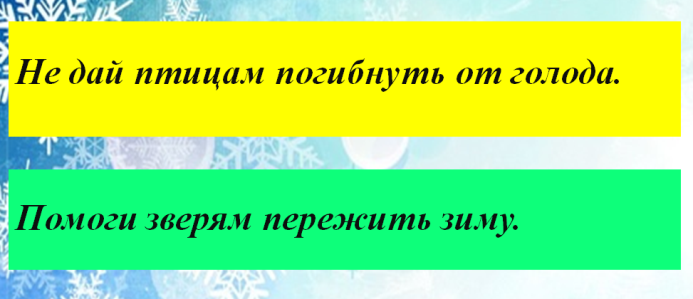 Не дай птицам погибнуть от голода.
Помоги зверям пережить зиму.